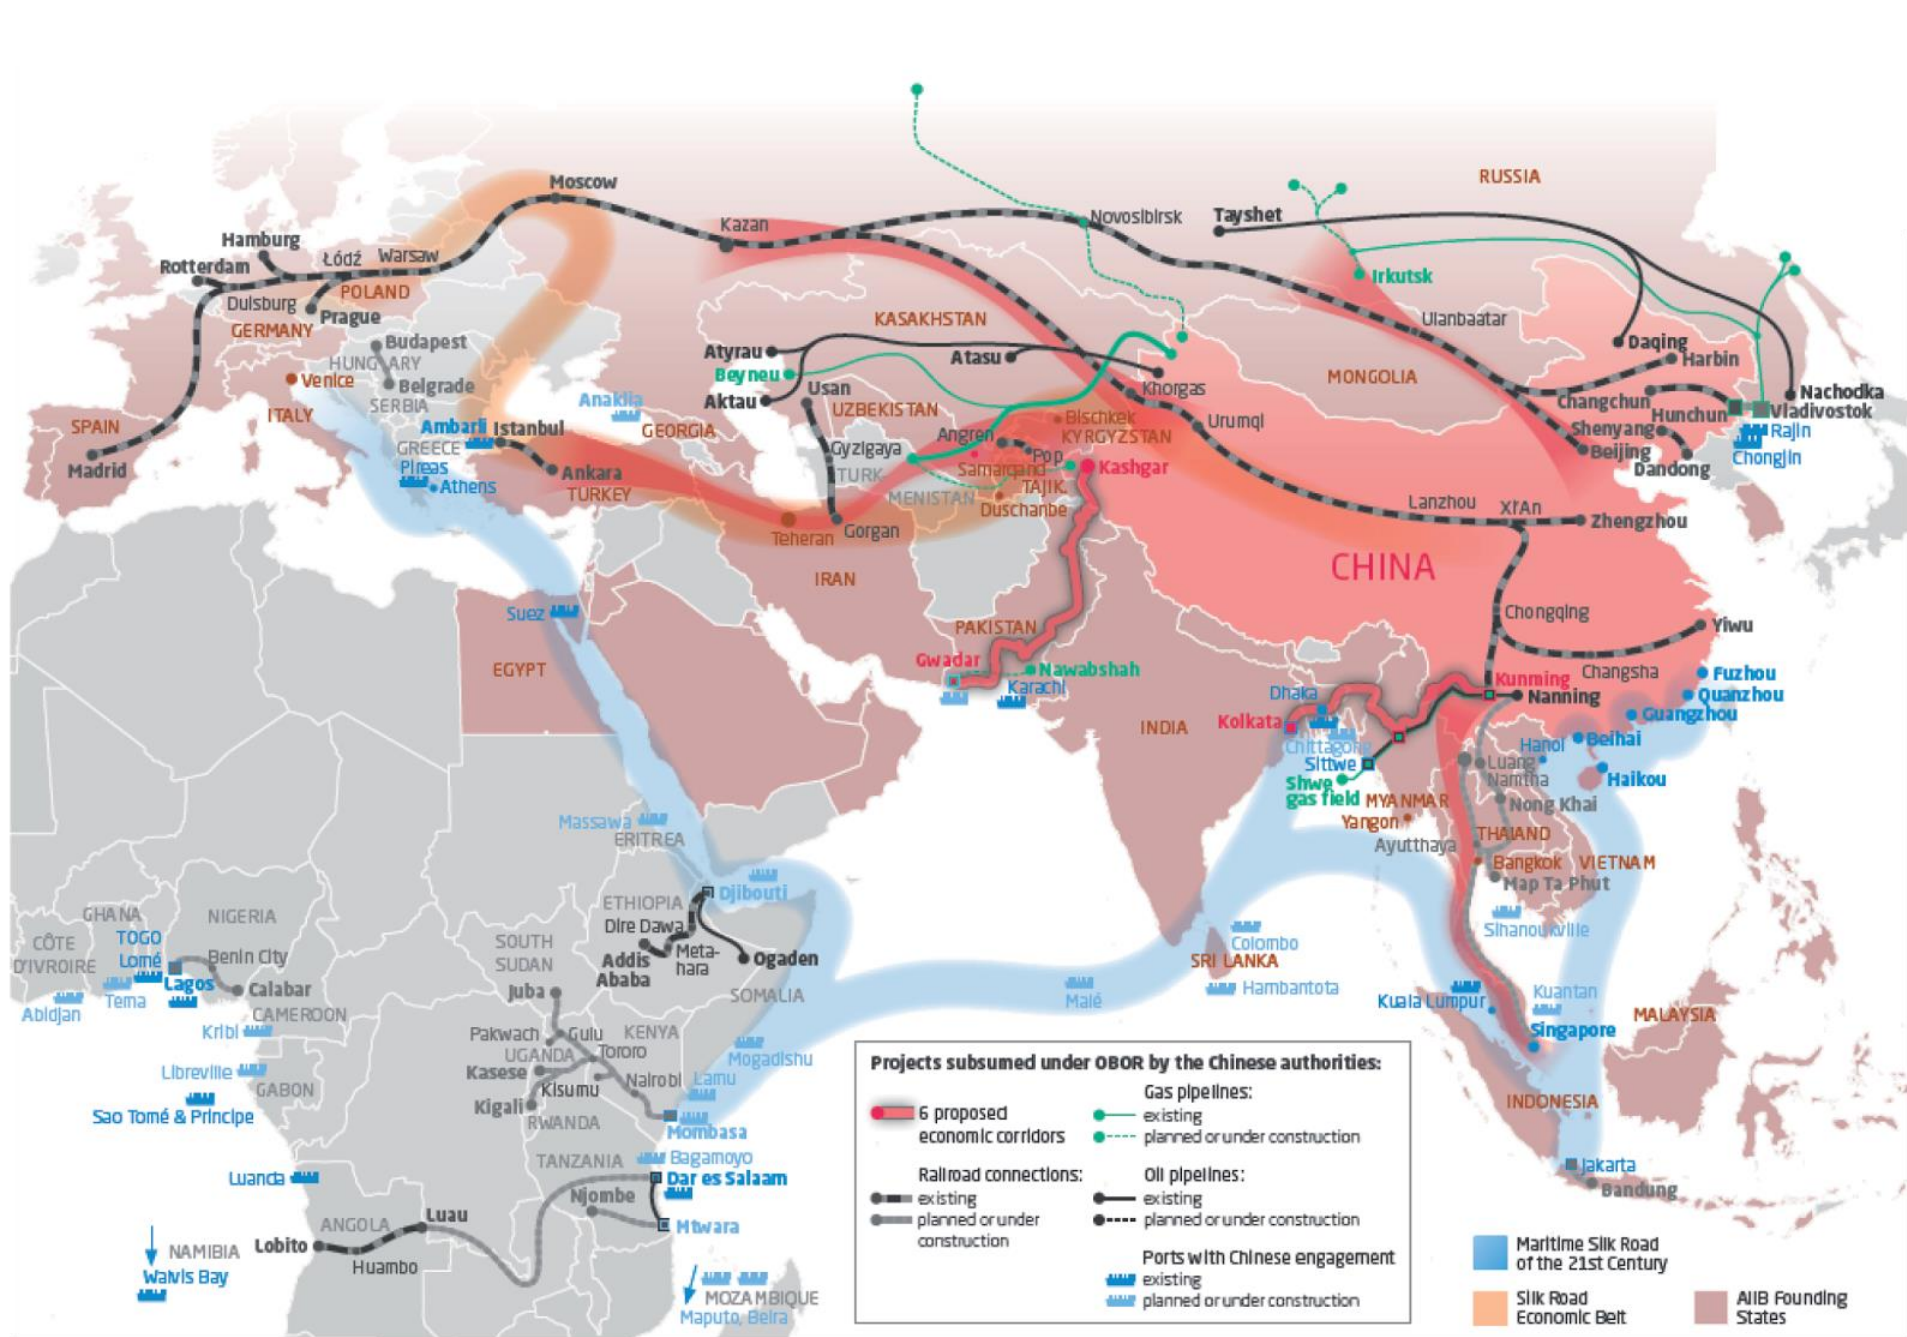 Moscow
RUSSIA
Kazan
Novosibirsk
Tayshet
Hamburg
Łódź
Warsaw
Rotterdam
Irkutsk
Duisburg
POLAND
Prague
GERMANY
KASAKHSTAN
Ulanbaatar
Budapest
HUNGARY
Atyrau
Atasu
Daqing
Harbin
Beyneu
Venice
Belgrade
SERBIA
Usan
Khorgas
MONGOLIA
Nachodka
Aktau
Anaklia
UZBEKISTAN
Bischkek
Changchun
Hunchun
Vladivostok
ITALY
SPAIN
Ambarli
Istanbul
GEORGIA
Angren
KYRGYZSTAN
Urumqi
Shenyang
Rajin
GREECE
Gyzlgaya
Pop
Beijing
Chongjin
Madrid
Pireas
Ankara
TURK-
Samarqand
Kashgar
Dandong
Athens
TURKEY
MENISTAN
TAJIK.
Duschanbe
Lanzhou
Xi'An
Zhengzhou
Teheran
Gorgan
IRAN
CHINA
Suez
PAKISTAN
Chongqing
Yiwu
EGYPT
Gwadar
Nawabshah
Changsha
Fuzhou
Karachi
Dhaka
Kunming
Nanning
Quanzhou
INDIA
Kolkata
Guangzhou
Chittagong
Hanoi
Beihai
Sittwe
Luang
Namtha
Haikou
Shwe
gas field
MYANMAR
Nong Khai
Massawa
Yangon
ERITREA
Ayutthaya
THAIAND
Bangkok
VIETNAM
Map Ta Phut
Djibouti
ETHIOPIA
GHANA
NIGERIA
Dire Dawa
Sihanoukville
TOGO
CÔTE
D'IVROIRE
Lomé
Benin City
SOUTH
SUDAN
Addis
Ababa
Meta-
hara
Ogaden
Colombo
SRI LANKA
Lagos
Tema
Calabar
Juba
SOMALIA
Malé
Hambantota
Kuala Lumpur
Kuantan
Abidjan
CAMEROON
MALAYSIA
Kribi
Pakwach
Gulu
KENYA
Singapore
UGANDA
Tororo
Mogadishu
Libreville
Kasese
Kisumu
Nairobi
Lamu
GABON
Kigali
INDONESIA
Sao Tomé & Principe
RWANDA
Mombasa
TANZANIA
Bagamoyo
Jakarta
Luanda
Dar es Salaam
Bandung
Njombe
ANGOLA
Luau
Mtwara
NAMIBIA
Lobito
Huambo
Walvis Bay
MOZAMBIQUE
Maputo, Beira
Projects subsumed under OBOR by the Chinese authorities:
6 proposed
economic corridors
Gas pipelines:
existing
planned or under construction
Railroad connections:
existing
planned or under
construction
Oil pipelines:
existing
planned or under construction
Ports with Chinese engagement
existing
planned or under construction
Maritime Silk Road
of the 21st Century
Silk Road
Economic Belt
AIIB Founding
States